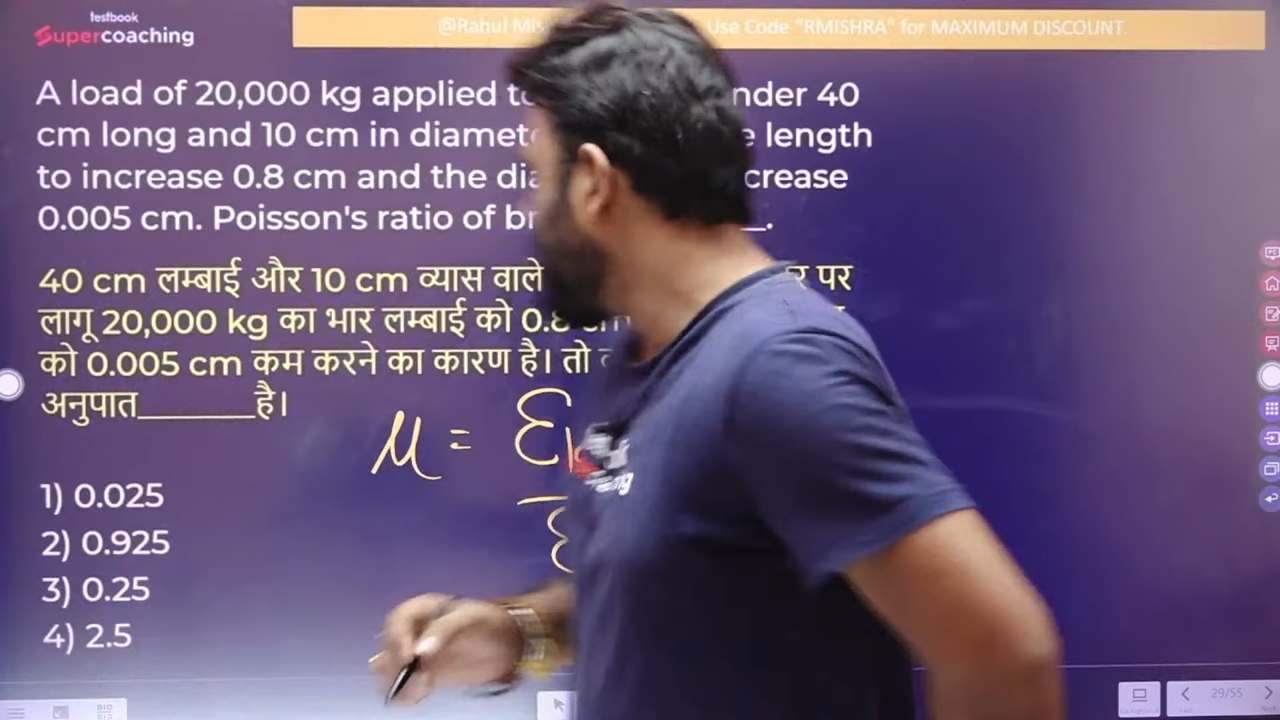 testbook
Supercoaching
@Rahul Mis Use Code "RMISHRA" for MAXIMUM DISCOUNT.
A load of 20,000 kg applied to nder 40
cm long and 10 cm in diamet e length
to increase 0.8 cm and the dia crease
0.005 cm. Poisson's ratio of br __.
40 cm लम्बाई और 10 cm व्यास वाले पर
लागू 20,000 kg का भार लम्बाई को 0.8
को 0.005 cm कम करने का कारण है। तो
अनुपात______है।
μ = ε
ε
1) 0.025
2) 0.925
3) 0.25
4) 2.5
29/55